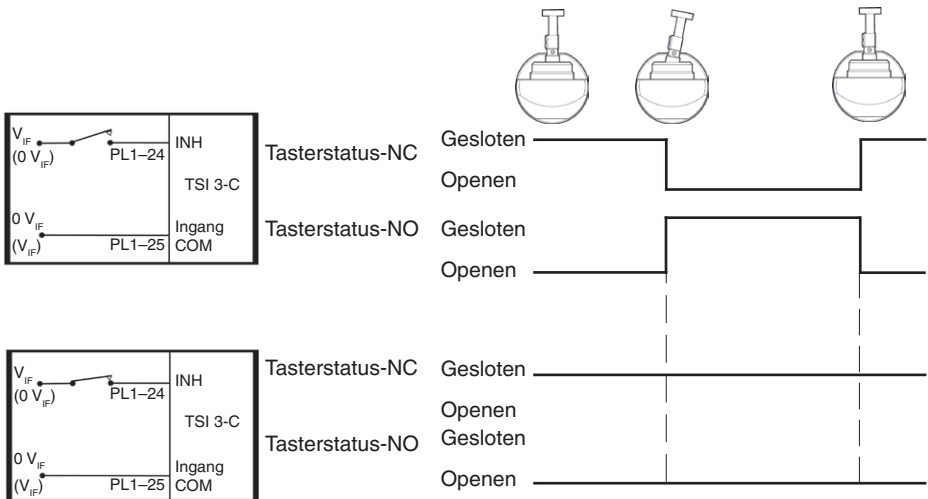 V_IF
(0 V_IF)
PL1–24
INH
TSI 3-C
0 V_IF
(V_IF)
PL1–25
Ingang
COM
Tasterstatus-NC
Gesloten
Openen
Tasterstatus-NO
Gesloten
Openen
V_IF
(0 V_IF)
PL1–24
INH
TSI 3-C
0 V_IF
(V_IF)
PL1–25
Ingang
COM
Tasterstatus-NC
Gesloten
Openen
Tasterstatus-NO
Gesloten
Openen